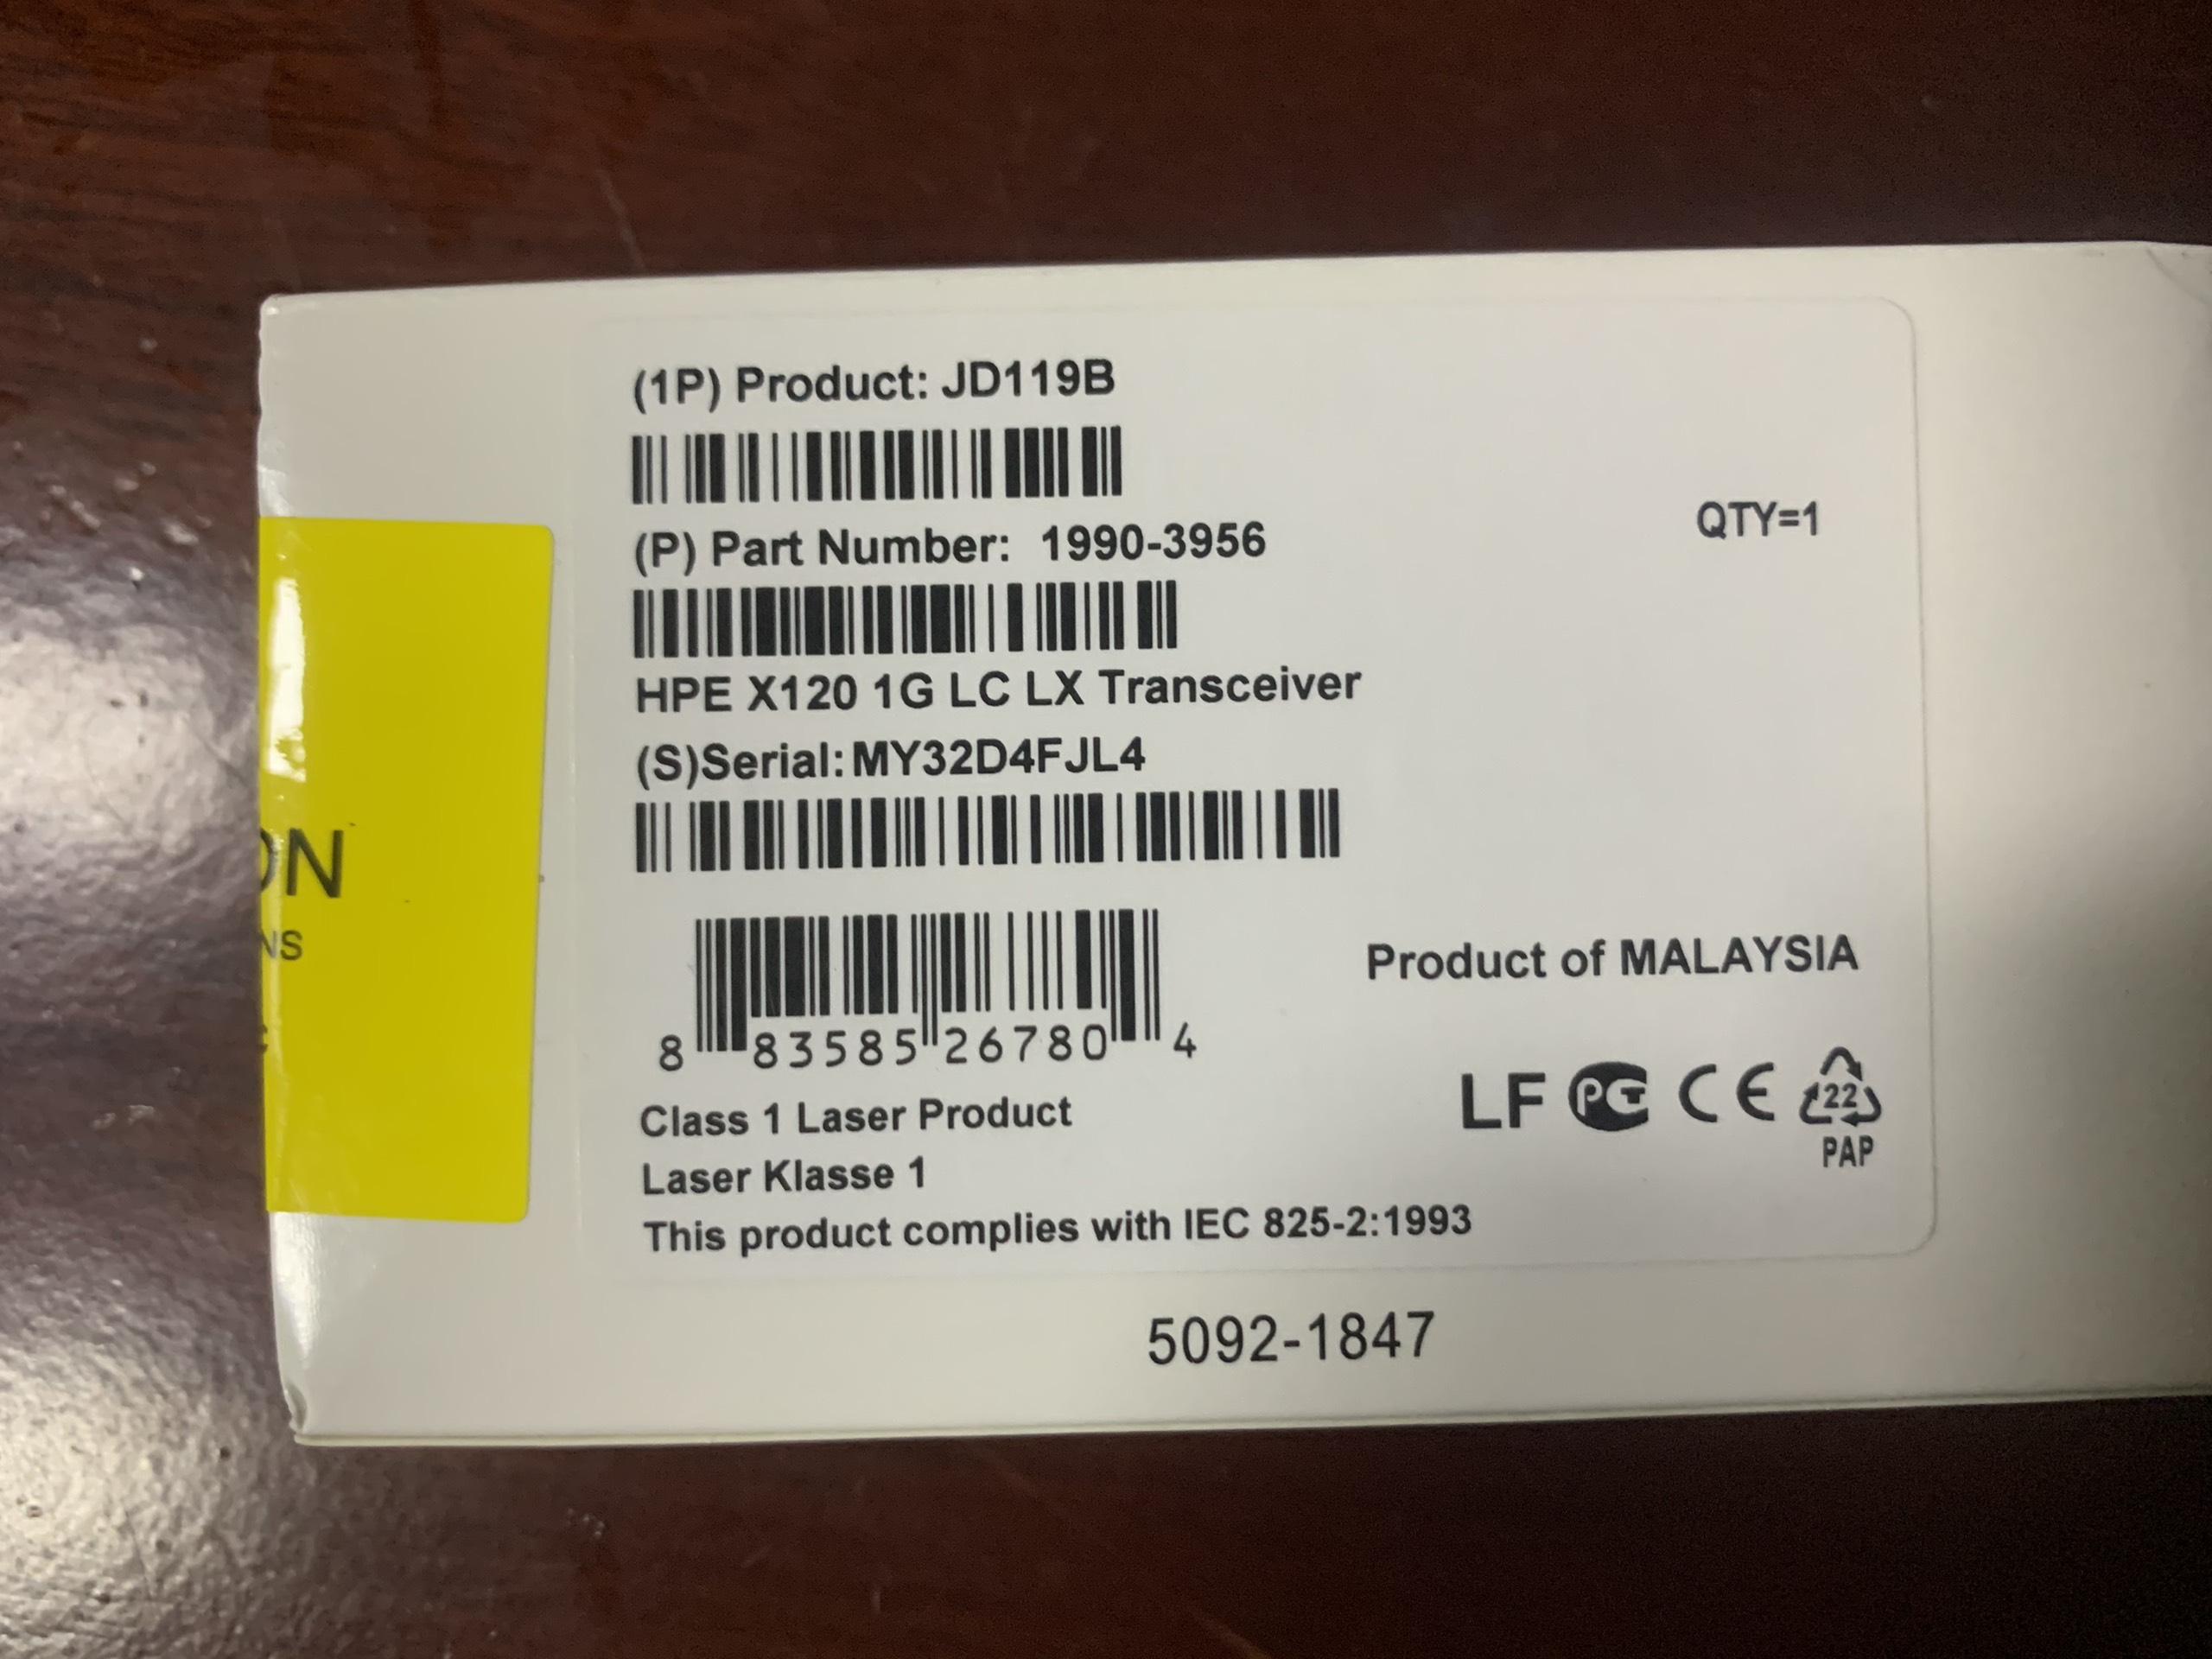 (1P) Product: JD119B
(P) Part Number: 1990-3956
QTY=1
HPE X120 1G LC LX Transceiver
(S)Serial: MY32D4FJL4
8 83585 26780 4
Product of MALAYSIA
Class 1 Laser Product
Laser Klasse 1
This product complies with IEC 825-2:1993
LF PCT CE 22
PAP
5092-1847
ON
NS